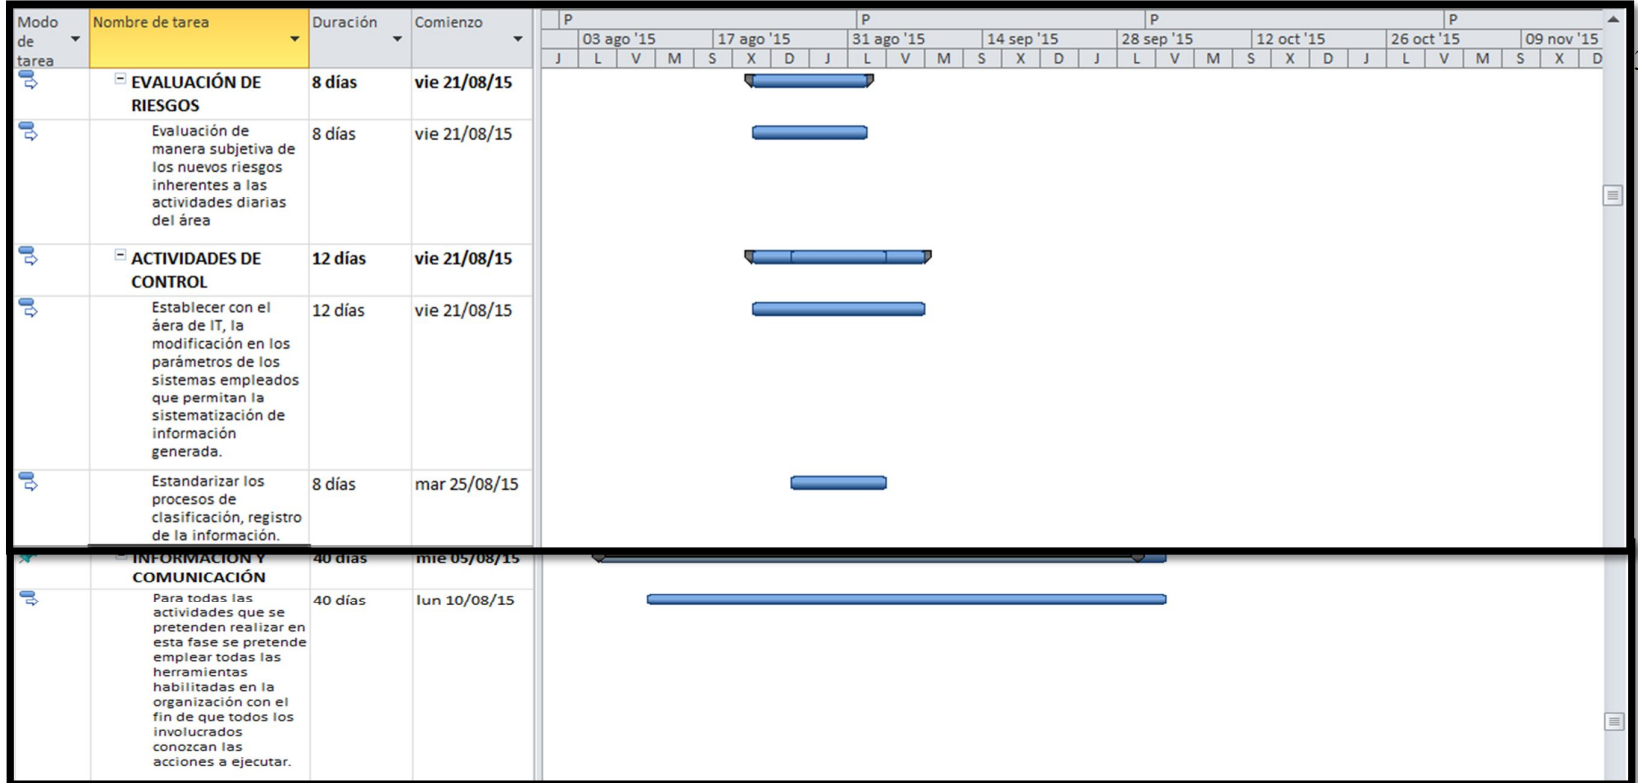 Modo de tarea Nombre de tarea Duración Comienzo
P P P P
03 ago '15 17 ago '15 31 ago '15 14 sep '15 28 sep '15 12 oct '15 26 oct '15 09 nov '15
J L V M S X D J L V M S X D J L V M S X D J L V M S X D
EVALUACIÓN DE 8 días vie 21/08/15
RIESGOS
Evaluación de 8 días vie 21/08/15
manera subjetiva de
los nuevos riesgos
inherentes a las
actividades diarias
del área
ACTIVIDADES DE 12 días vie 21/08/15
CONTROL
Establecer con el 12 días vie 21/08/15
áera de IT, la
modificación en los
parámetros de los
sistemas empleados
que permitan la
sistematización de
información
generada.
Estandarizar los 8 días mar 25/08/15
procesos de
clasificación, registro
de la información.
INFORMACIÓN Y 40 días mié 05/08/15
COMUNICACIÓN
Para todas las 40 días lun 10/08/15
actividades que se
pretenden realizar en
esta fase se pretende
emplear todas las
herramientas
habilitadas en la
organización con el
fin de que todos los
involucrados
conozcan las
acciones a ejecutar.